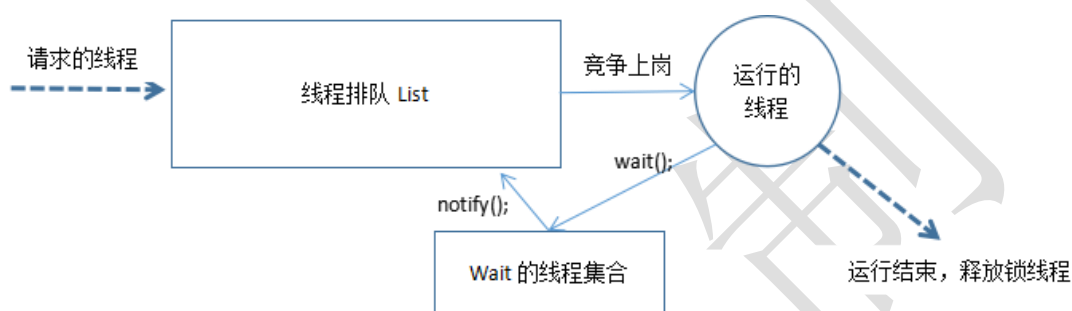 请求的线程
线程排队 List
竞争上岗
运行的
线程
wait();
notify();
Wait 的线程集合
运行结束，释放锁线程
制